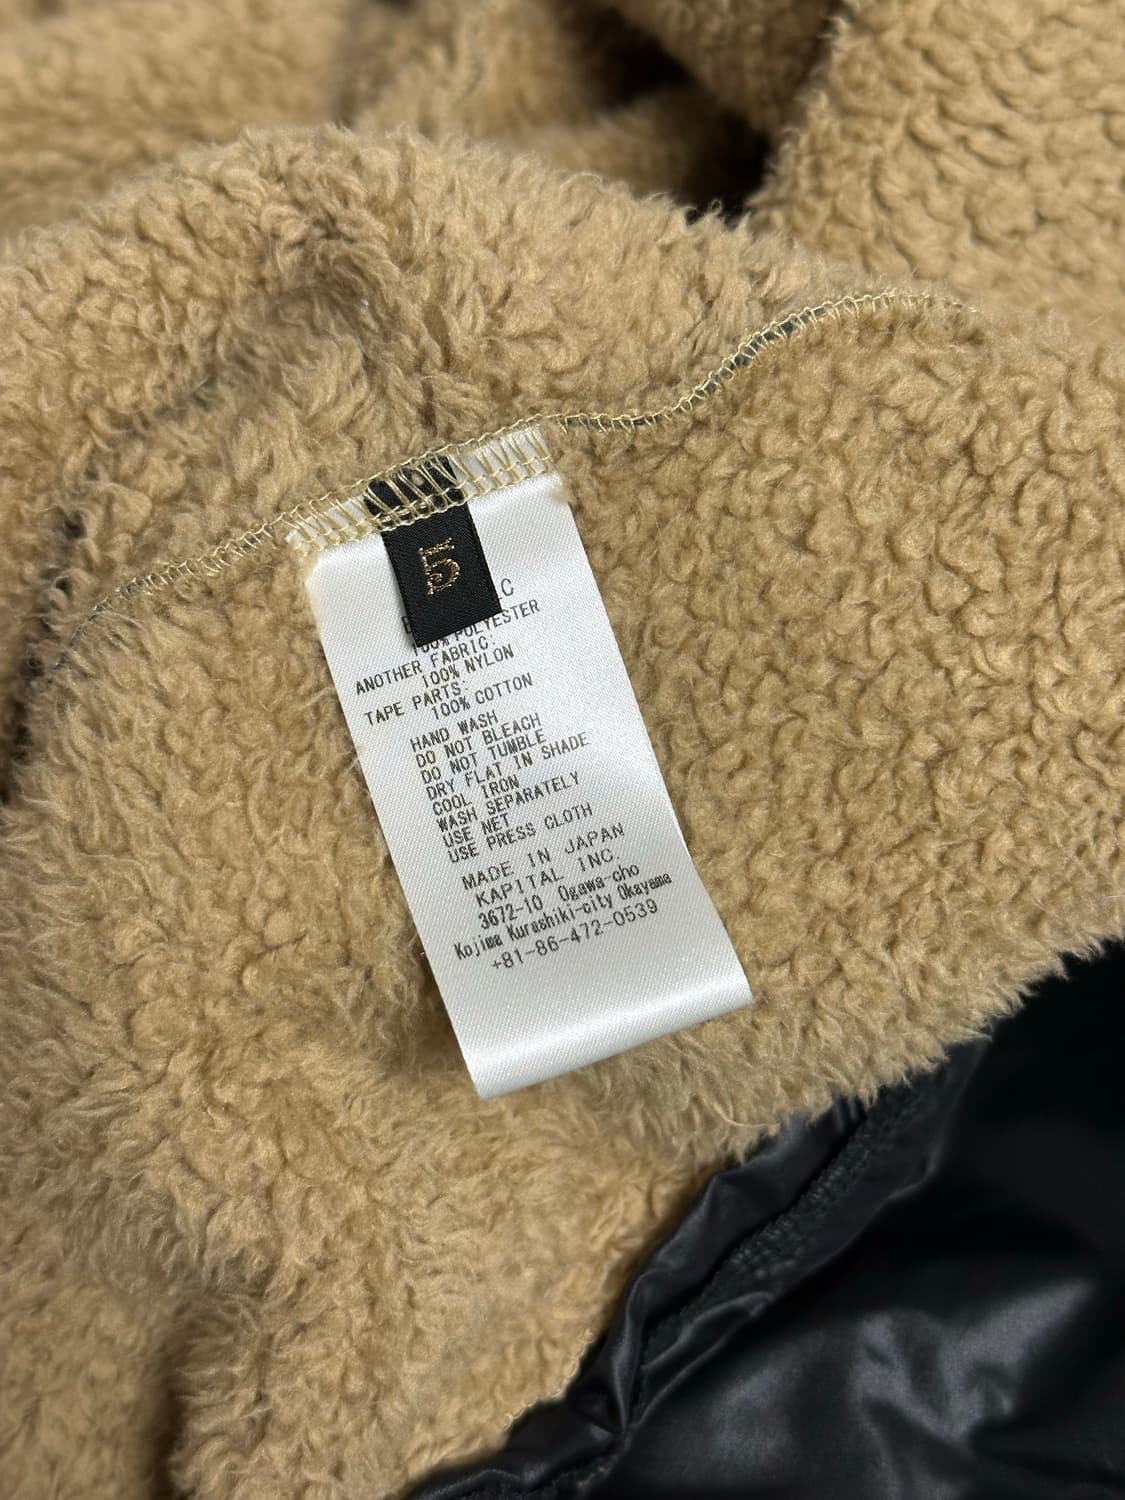 5
POLYESTER
ANOTHER FABRIC:
100% NYLON
TAPE PARTS:
100% COTTON
HAND WASH
DO NOT BLEACH
DO NOT TUMBLE
DRY FLAT IN SHADE
COOL IRON
WASH SEPARATELY
USE NET
USE PRESS CLOTH
MADE IN JAPAN
KAPITAL INC.
3672-10 Ogawa-cho
Kojima Kurashiki-city Okayama
+81-86-472-0539